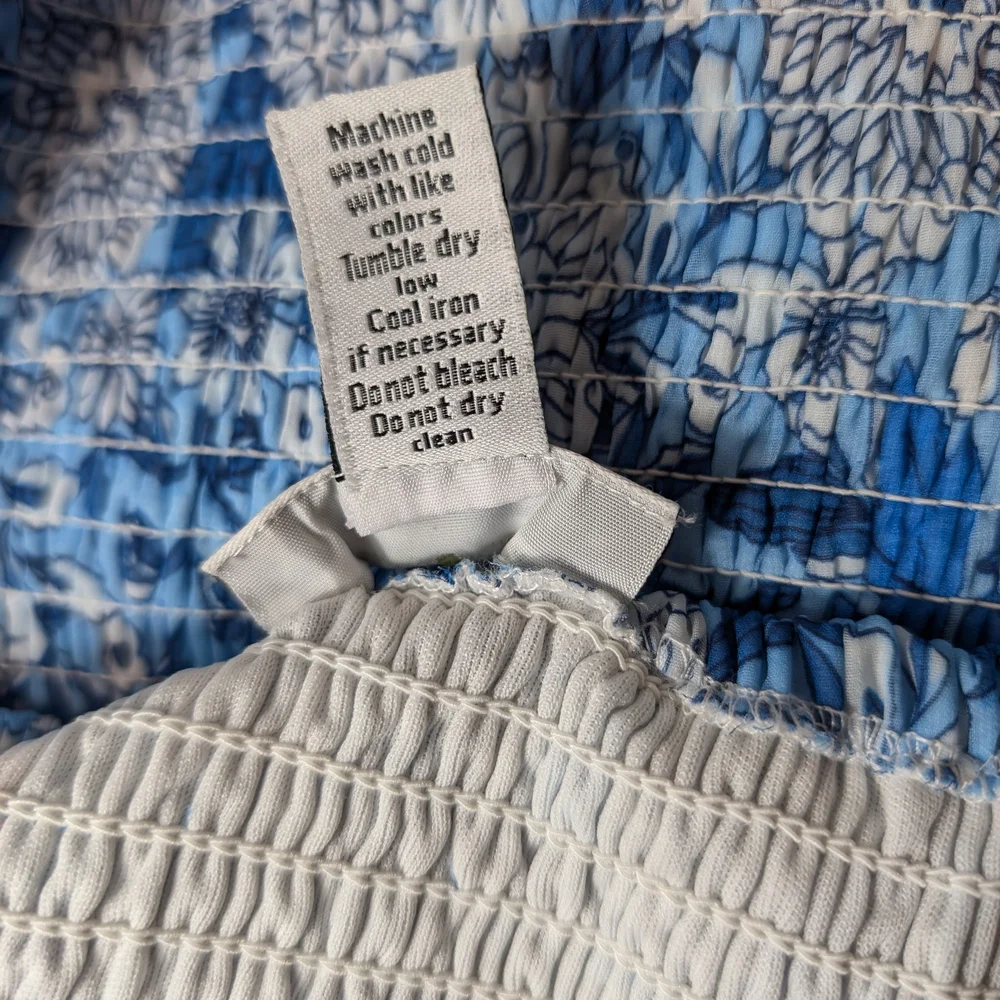 Machine
wash cold
with like
colors
Tumble dry
low
Cool iron
if necessary
Do not bleach
Do not dry
clean